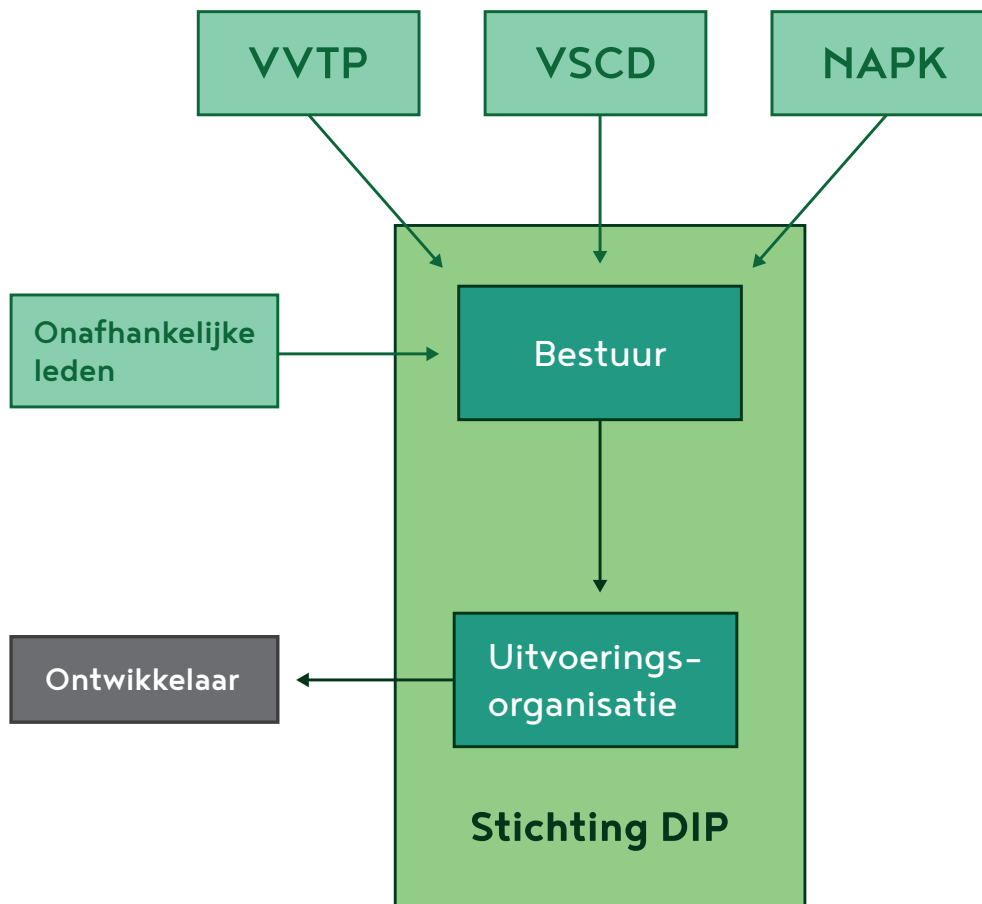 VVTP
VSCD
NAPK
Onafhankelijke
leden
Bestuur
Ontwikkelaar
Uitvoerings-
organisatie
Stichting DIP